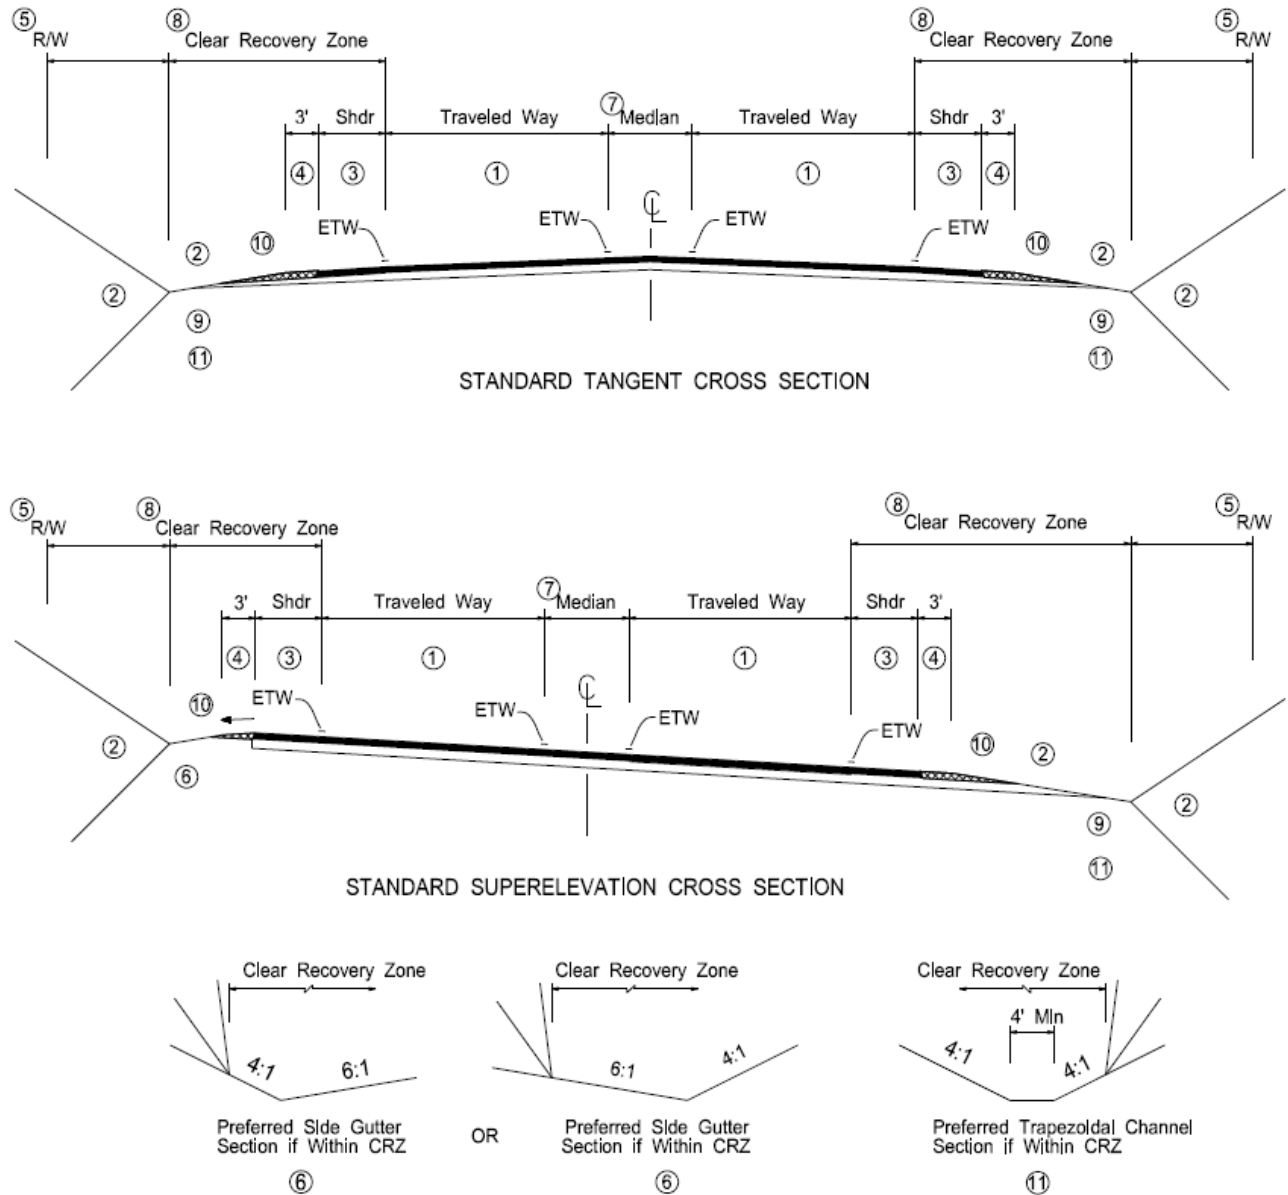 ⑤ ⑧ ⑧ ⑤
R/W Clear Recovery Zone Clear Recovery Zone R/W
⑦
3' Shdr Traveled Way Median Traveled Way Shdr 3'
④ ③ ① ① ③ ④
ETW ETW ℄ ETW ETW
② ⑩ ⑩ ②
② ②
⑨ ⑨
⑪ ⑪
STANDARD TANGENT CROSS SECTION
⑤ ⑧ ⑧ ⑤
R/W Clear Recovery Zone Clear Recovery Zone R/W
⑦
3' Shdr Traveled Way Median Traveled Way Shdr 3'
④ ③ ① ① ③ ④
⑩ ETW ETW ℄ ETW ETW
⑩ ②
② ⑥ ②
⑨
⑪
STANDARD SUPERELEVATION CROSS SECTION
Clear Recovery Zone
4:1 6:1
Preferred Side Gutter
Section if Within CRZ
⑥
OR
Clear Recovery Zone
6:1 4:1
Preferred Side Gutter
Section if Within CRZ
⑥
Clear Recovery Zone
4' Min
4:1 4:1
Preferred Trapezoidal Channel
Section if Within CRZ
⑪